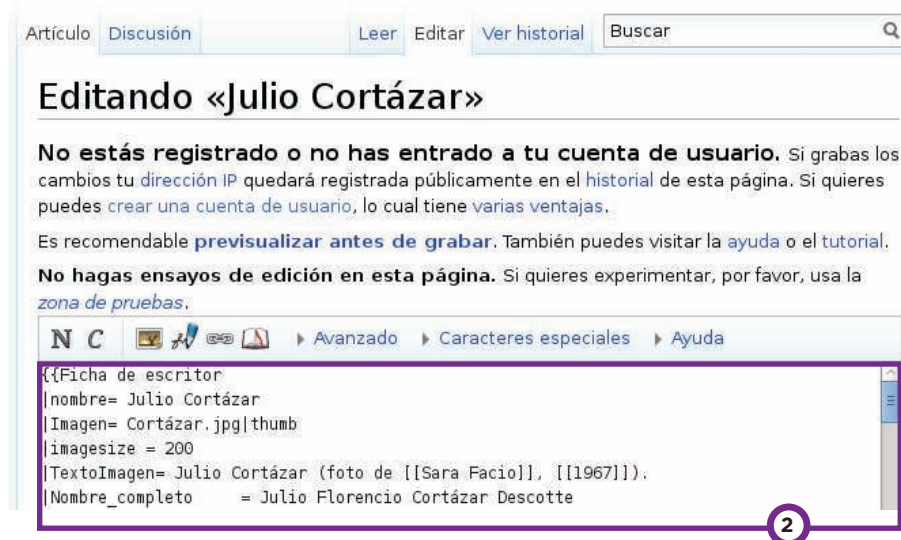 Artículo Discusión Leer Editar Ver historial Buscar
Editando «Julio Cortázar»
No estás registrado o no has entrado a tu cuenta de usuario. Si grabas los
cambios tu dirección IP quedará registrada públicamente en el historial de esta página. Si quieres
puedes crear una cuenta de usuario, lo cual tiene varias ventajas.
Es recomendable previsualizar antes de grabar. También puedes visitar la ayuda o el tutorial.
No hagas ensayos de edición en esta página. Si quieres experimentar, por favor, usa la
zona de pruebas.
N C Avanzado Caracteres especiales Ayuda
{{Ficha de escritor
|nombre= Julio Cortázar
|Imagen= Cortázar.jpg|thumb
|imagesize = 200
|TextoImagen= Julio Cortázar (foto de [[Sara Facio]], [[1967]]).
|Nombre_completo     = Julio Florencio Cortázar Descotte
2